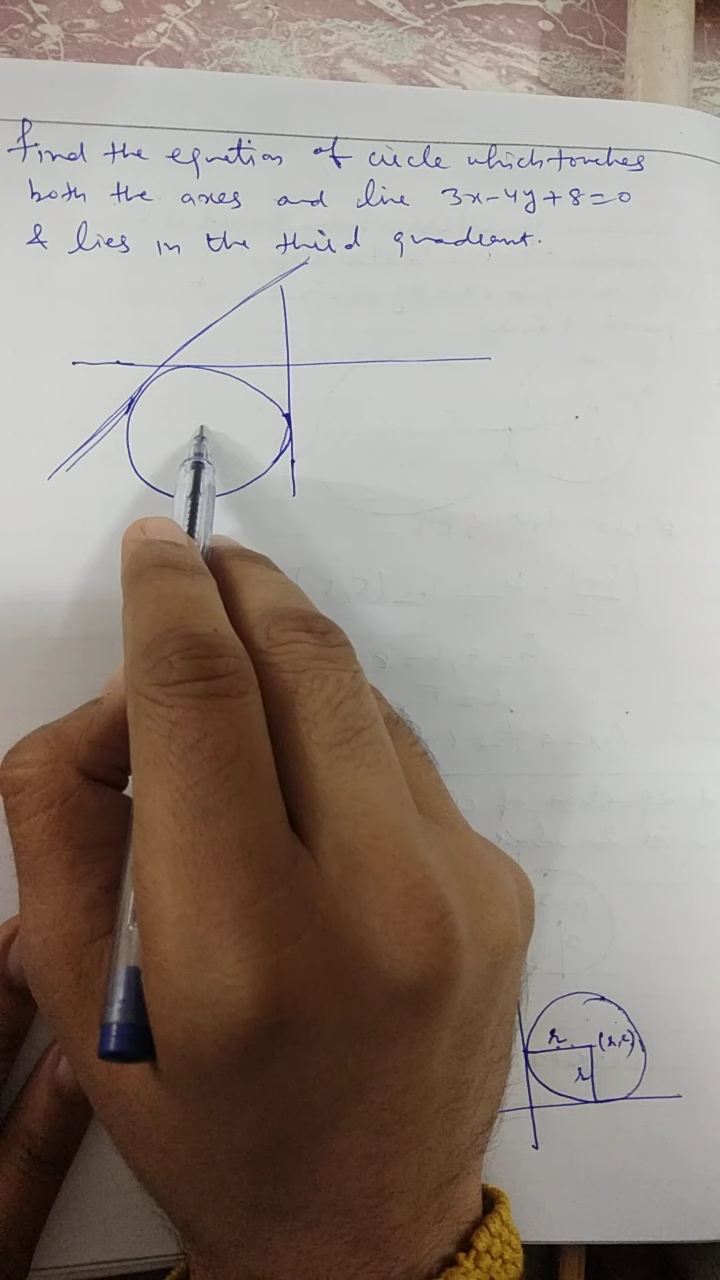 find the equation of circle which touches
both the axes and line 3x-4y+8=0
& lies in the third quadrant.
r (r,r)
r